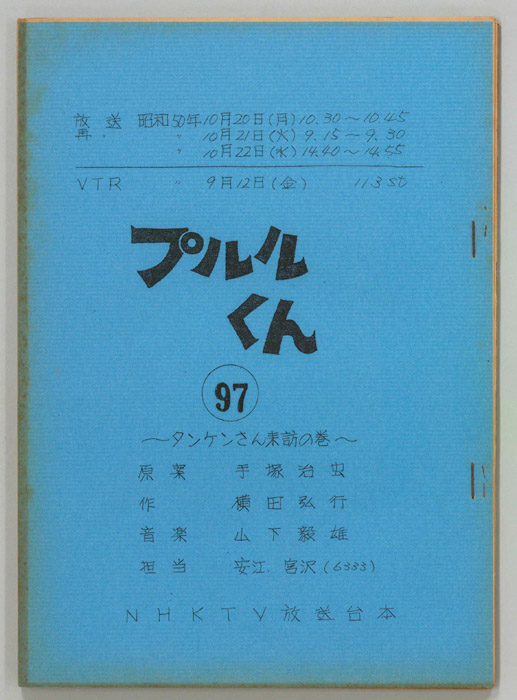 放送 昭和50年10月20日(月)10.30～10.45
再 〃 〃 10月21日(火) 9.15～9.30
〃 10月22日(水)14.40～14.55
VTR 〃 9月12日(金) 113 st
プルル
くん
97
～タンケンさん来訪の巻～
原案 手塚治虫
作 横田弘行
音楽 山下毅雄
担当 安江、宮沢(6333)
NHKTV放送台本